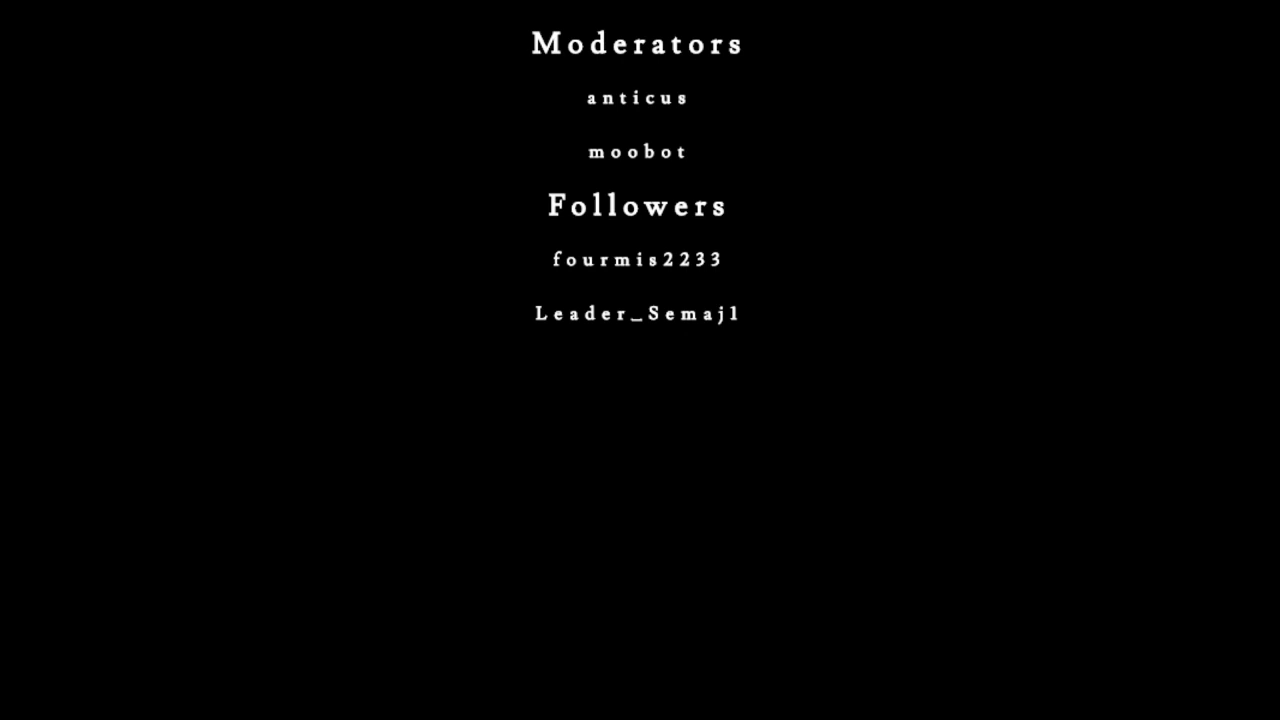 Moderators
anticus
moobot
Followers
fourmis2233
Leader_Semaj1